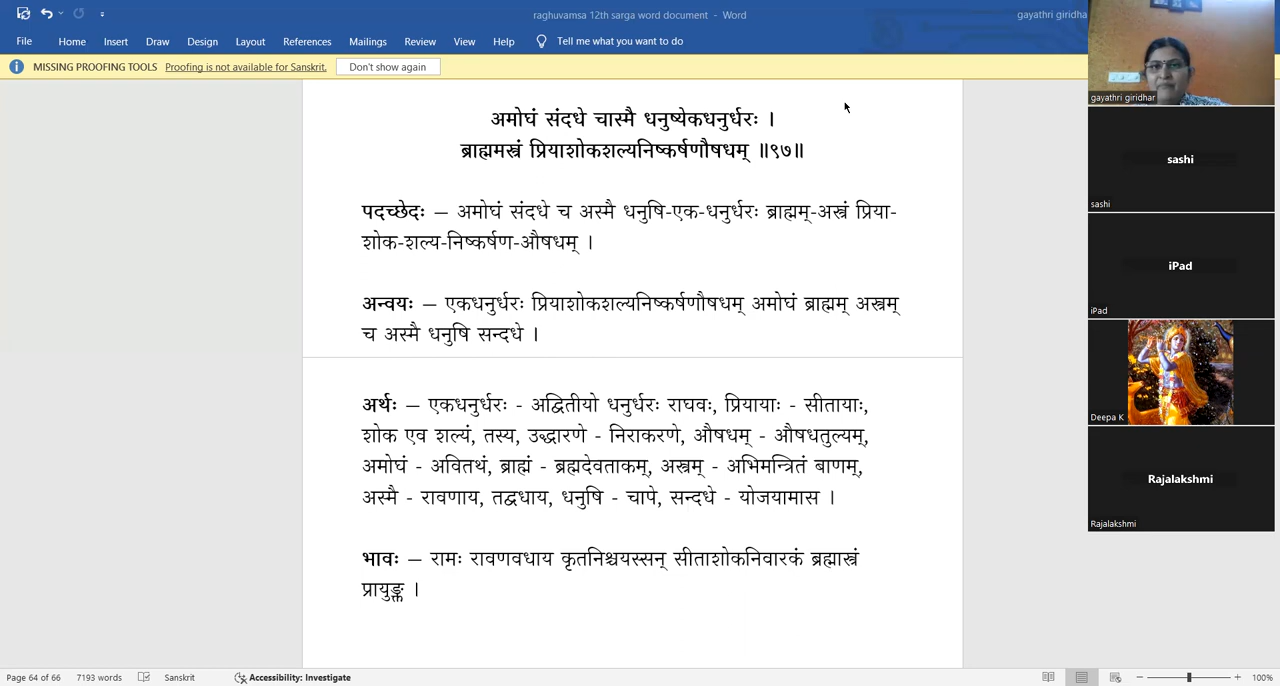 raghuvamsa 12th sarga word document - Word
gayathri giridha
File Home Insert Draw Design Layout References Mailings Review View Help Tell me what you want to do
MISSING PROOFING TOOLS Proofing is not available for Sanskrit. Don't show again
अमोघं संदधे चास्मै धनुष्येकधनुर्धरः ।
ब्राह्ममस्त्रं प्रियाशोकशल्यनिष्कर्षणौषधम् ॥९७॥
पदच्छेदः – अमोघं संदधे च अस्मै धनुषि-एक-धनुर्धरः ब्राह्मम्-अस्त्रं प्रिया-
शोक-शल्य-निष्कर्षण-औषधम् ।
अन्वयः – एकधनुर्धरः प्रियाशोकशल्यनिष्कर्षणौषधम् अमोघं ब्राह्मम् अस्त्रम्
च अस्मै धनुषि सन्दधे ।
अर्थः – एकधनुर्धरः - अद्वितीयो धनुर्धरः राघवः, प्रियायाः - सीतायाः,
शोक एव शल्यं, तस्य, उद्धारणे - निराकरणे, औषधम् - औषधतुल्यम्,
अमोघं - अवितथं, ब्राह्मं - ब्रह्मदेवताकम्, अस्त्रम् - अभिमन्त्रितं बाणम्,
अस्मै - रावणाय, तद्वधाय, धनुषि - चापे, सन्दधे - योजयामास ।
भावः – रामः रावणवधाय कृतनिश्चयस्सन् सीताशोकनिवारकं ब्रह्मास्त्रं
प्रायुङ्क्त ।
gayathri giridhar
sashi
sashi
iPad
iPad
Deepa K
Rajalakshmi
Rajalakshmi
Page 64 of 66 7193 words Sanskrit Accessibility: Investigate 100%